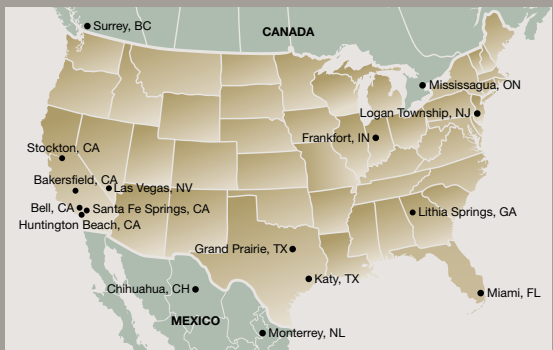 Surrey, BC
CANADA
Mississagua, ON
Logan Township, NJ
Frankfort, IN
Stockton, CA
Bakersfield, CA
Las Vegas, NV
Bell, CA
Santa Fe Springs, CA
Huntington Beach, CA
Lithia Springs, GA
Grand Prairie, TX
Katy, TX
Chihuahua, CH
Miami, FL
MEXICO
Monterrey, NL